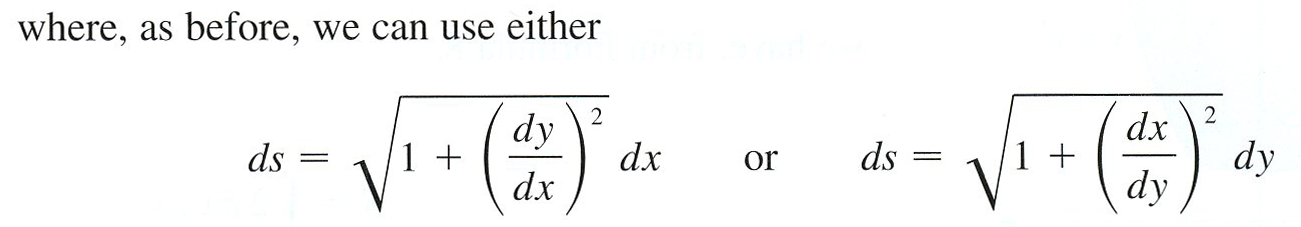 where, as before, we can use either
ds = √(1 + (dy/dx)²) dx or ds = √(1 + (dx/dy)²) dy